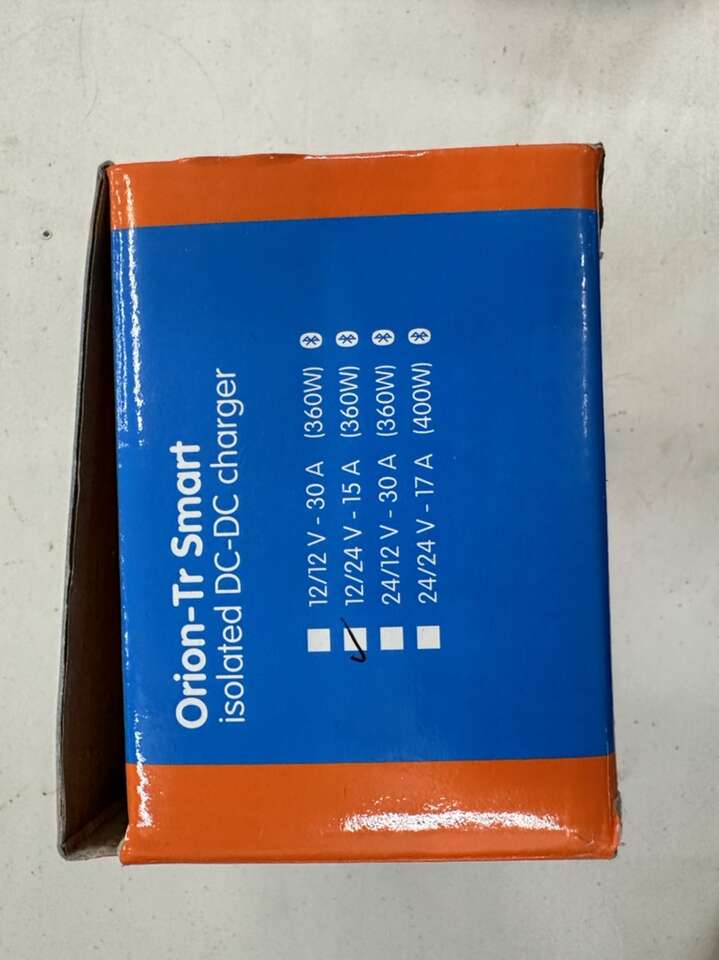 Orion-Tr Smart
isolated DC-DC charger
12/12 V - 30 A (360W)
12/24 V - 15 A (360W)
24/12 V - 30 A (360W)
24/24 V - 17 A (400W)